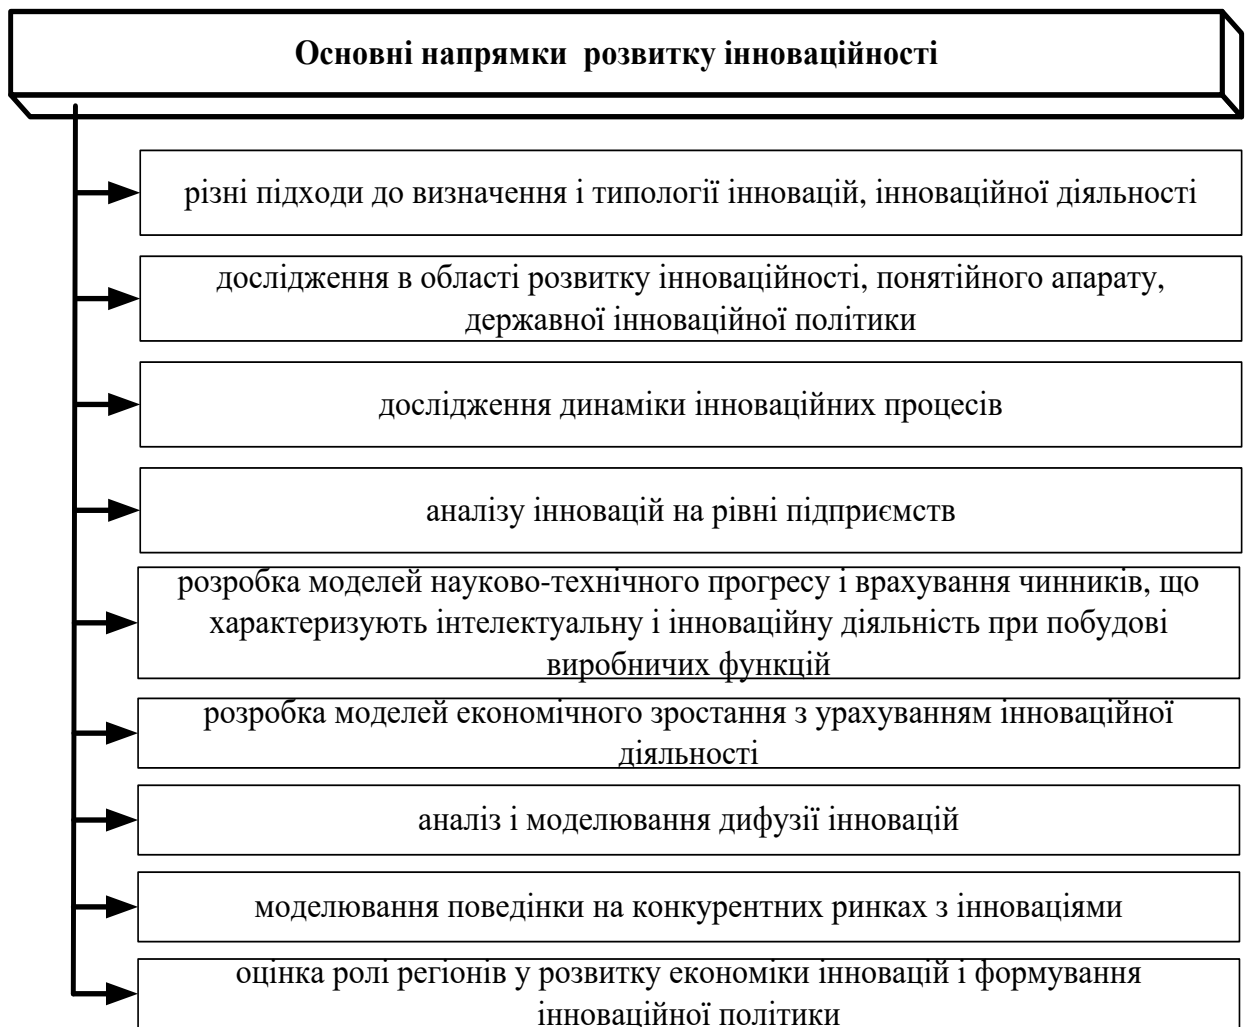 Основні напрямки розвитку інноваційності
різні підходи до визначення і типології інновацій, інноваційної діяльності
дослідження в області розвитку інноваційності, понятійного апарату,
державної інноваційної політики
дослідження динаміки інноваційних процесів
аналізу інновацій на рівні підприємств
розробка моделей науково-технічного прогресу і врахування чинників, що
характеризують інтелектуальну і інноваційну діяльність при побудові
виробничих функцій
розробка моделей економічного зростання з урахуванням інноваційної
діяльності
аналіз і моделювання дифузії інновацій
моделювання поведінки на конкурентних ринках з інноваціями
оцінка ролі регіонів у розвитку економіки інновацій і формування
інноваційної політики